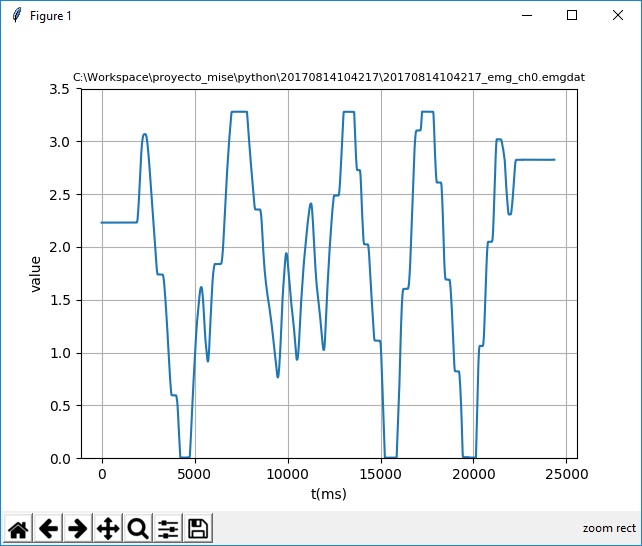 Figure 1
C:\Workspace\proyecto_mise\python\20170814104217\20170814104217_emg_ch0.emgdat
3.5
3.0
2.5
2.0
1.5
1.0
0.5
0.0
value
0
5000
10000
15000
20000
25000
t(ms)
zoom rect